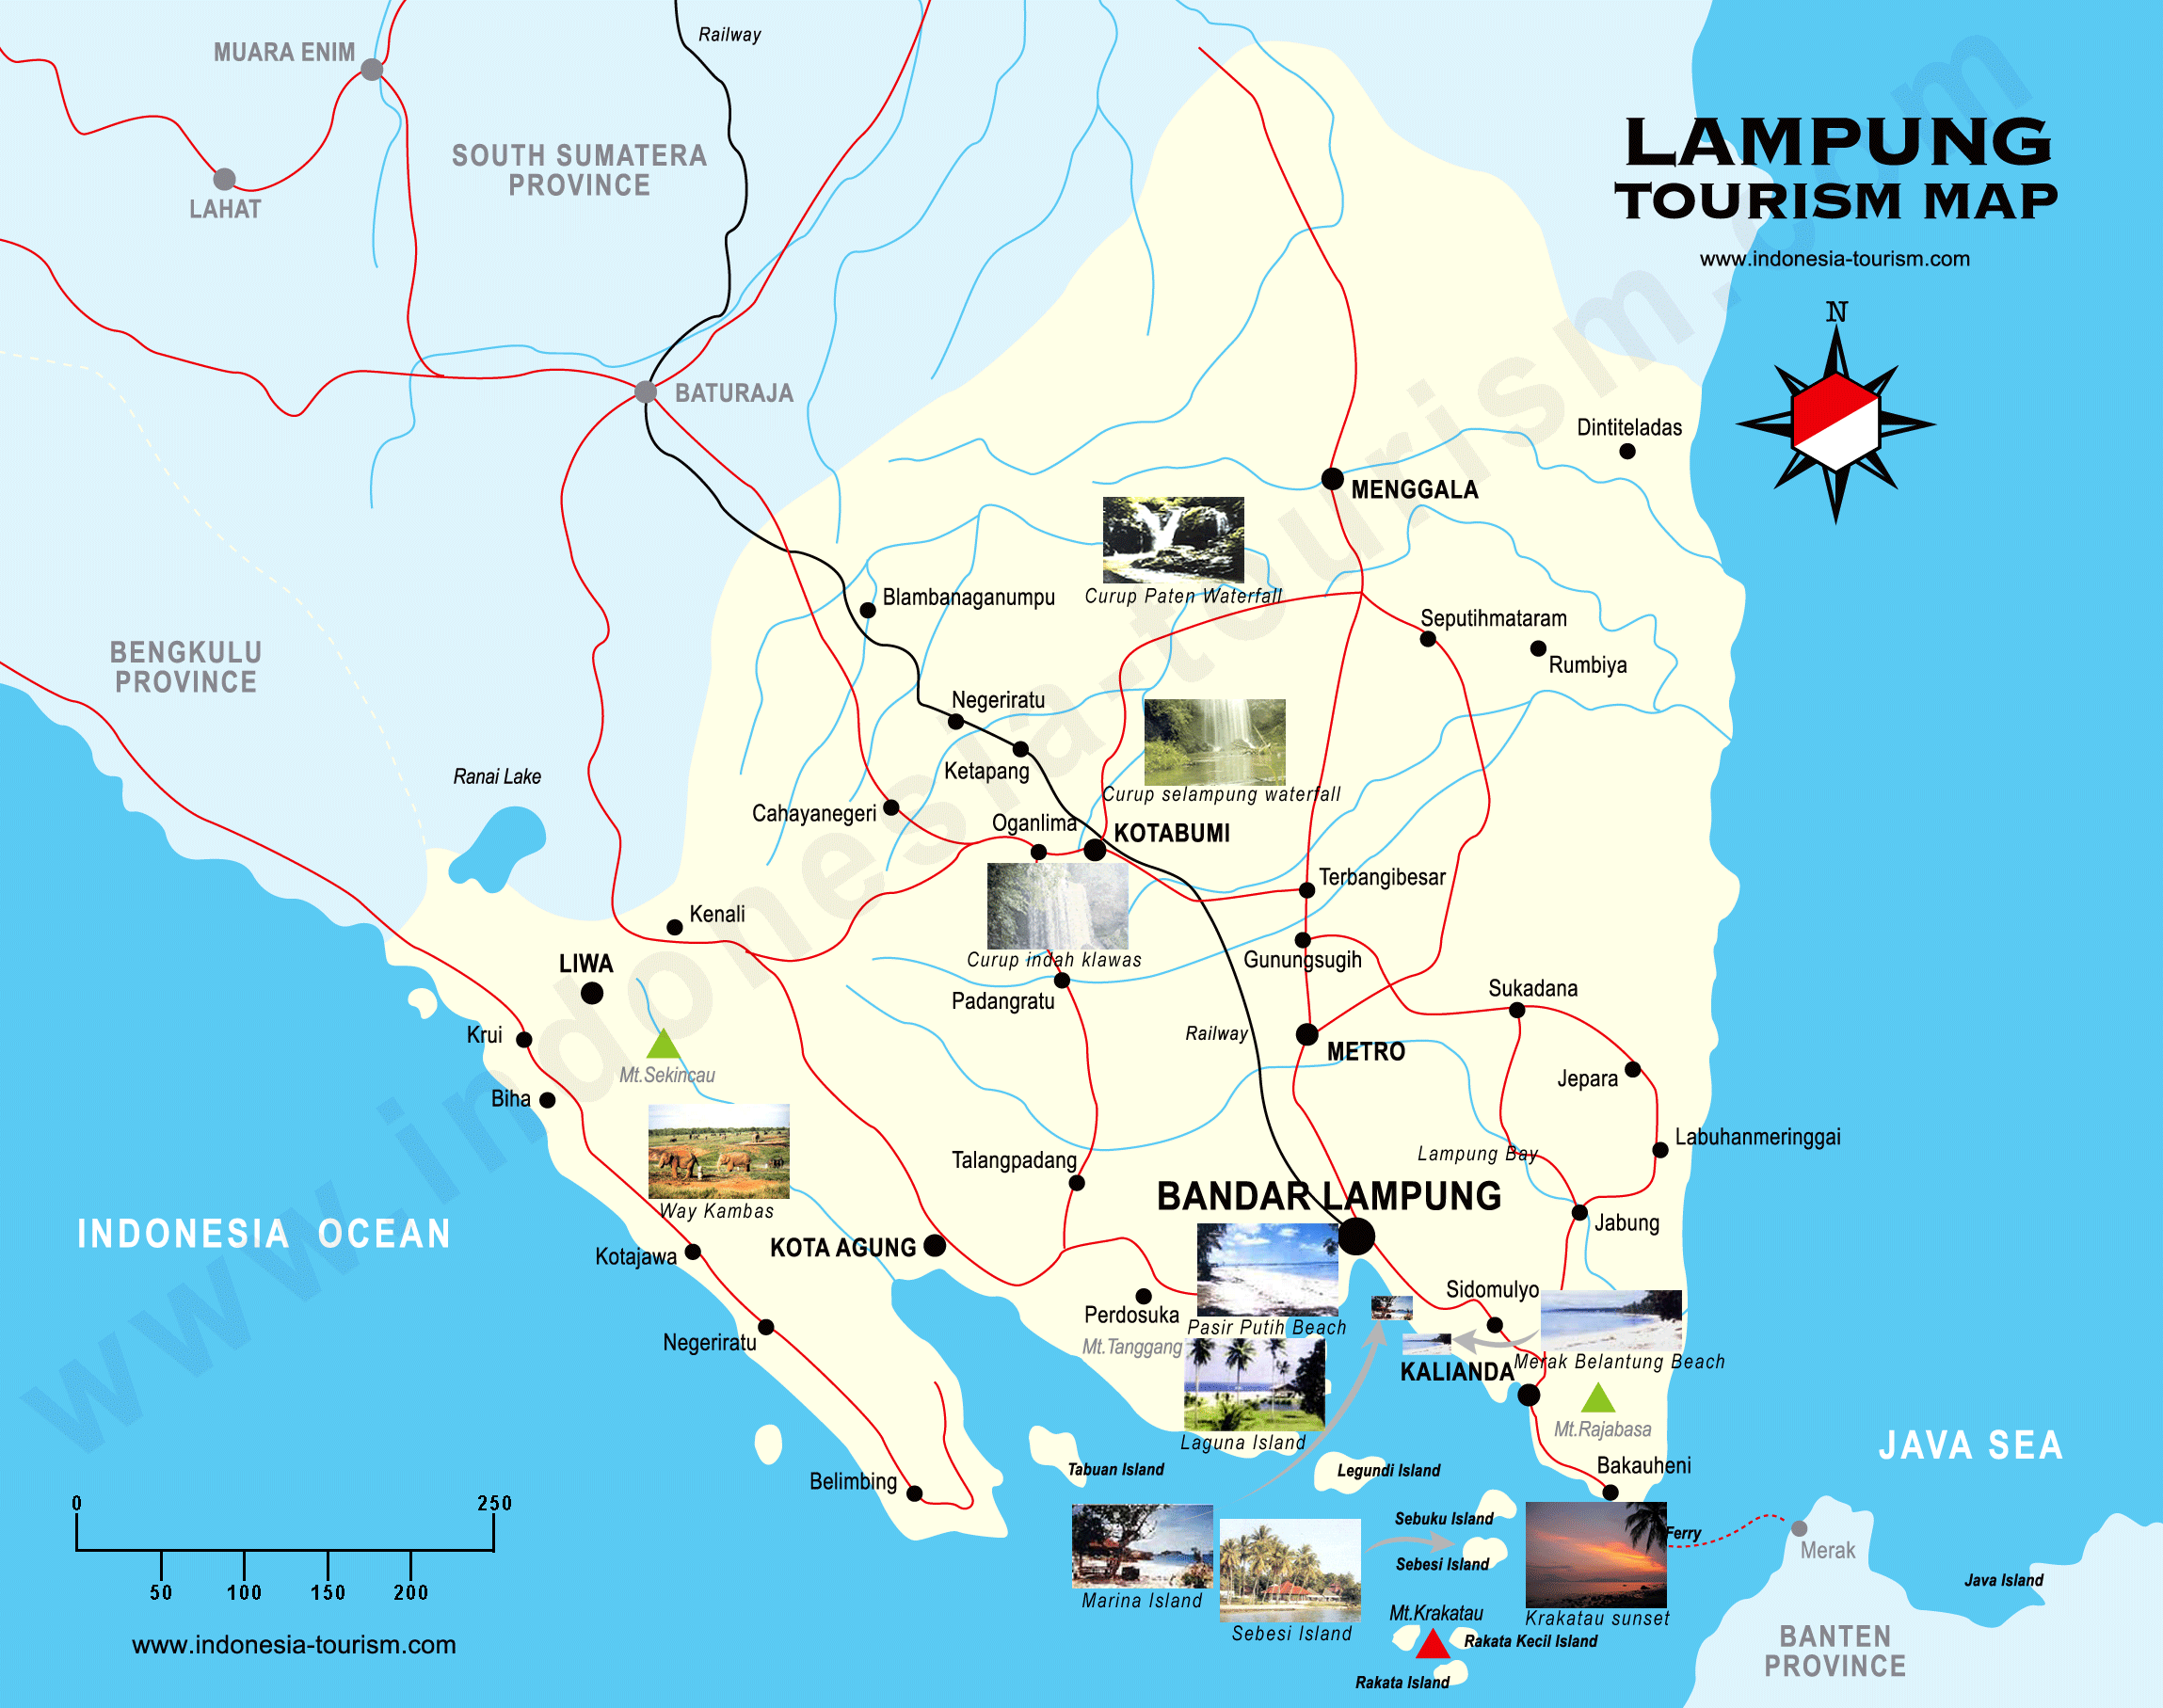 Railway
MUARA ENIM
LAMPUNG
TOURISM MAP
www.indonesia-tourism.com
SOUTH SUMATERA
PROVINCE
LAHAT
N
BATURAJA
Dintiteladas
MENGGALA
Curup Paten Waterfall
Blambanaganumpu
Seputihmataram
Rumbiya
BENGKULU
PROVINCE
Negeriratu
Ketapang
Ranai Lake
Curup selampung waterfall
Cahayanegeri
Oganlima
KOTABUMI
Terbangibesar
Kenali
Curup indah klawas
Gunungsugih
LIWA
Padangratu
Sukadana
Krui
Railway
METRO
Mt.Sekincau
Jepara
Biha
Labuhanmeringgai
Lampung Bay
Talangpadang
BANDAR LAMPUNG
Way Kambas
Jabung
INDONESIA OCEAN
KOTA AGUNG
Kotajawa
Sidomulyo
Perdosuka
Pasir Putih Beach
Negeriratu
Mt.Tanggang
Merak Belantung Beach
KALIANDA
Mt.Rajabasa
Laguna Island
JAVA SEA
Tabuan Island
Legundi Island
Bakauheni
Belimbing
0
250
50
100
150
200
Sebuku Island
Ferry
Merak
Sebesi Island
Java Island
Marina Island
Mt.Krakatau
Krakatau sunset
Sebesi Island
Rakata Kecil Island
Rakata Island
BANTEN
PROVINCE
www.indonesia-tourism.com
www.indonesia-tourism.com